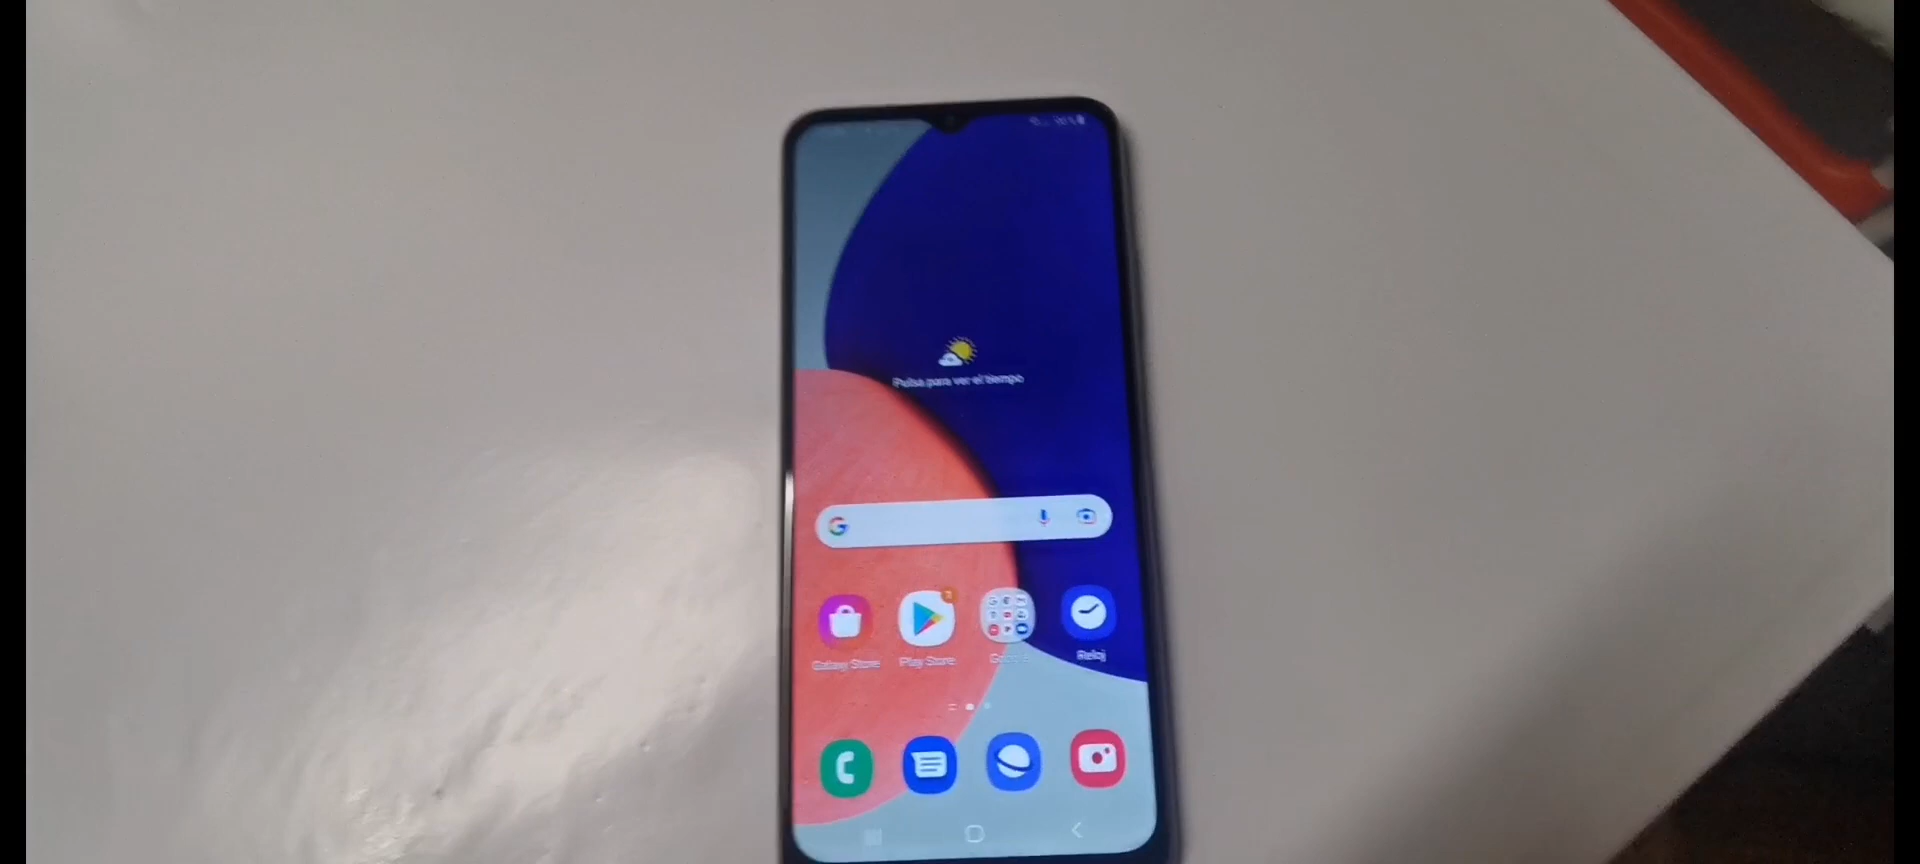 Pulsa para ver el tiempo
G
Galaxy Store
Play Store
Reloj